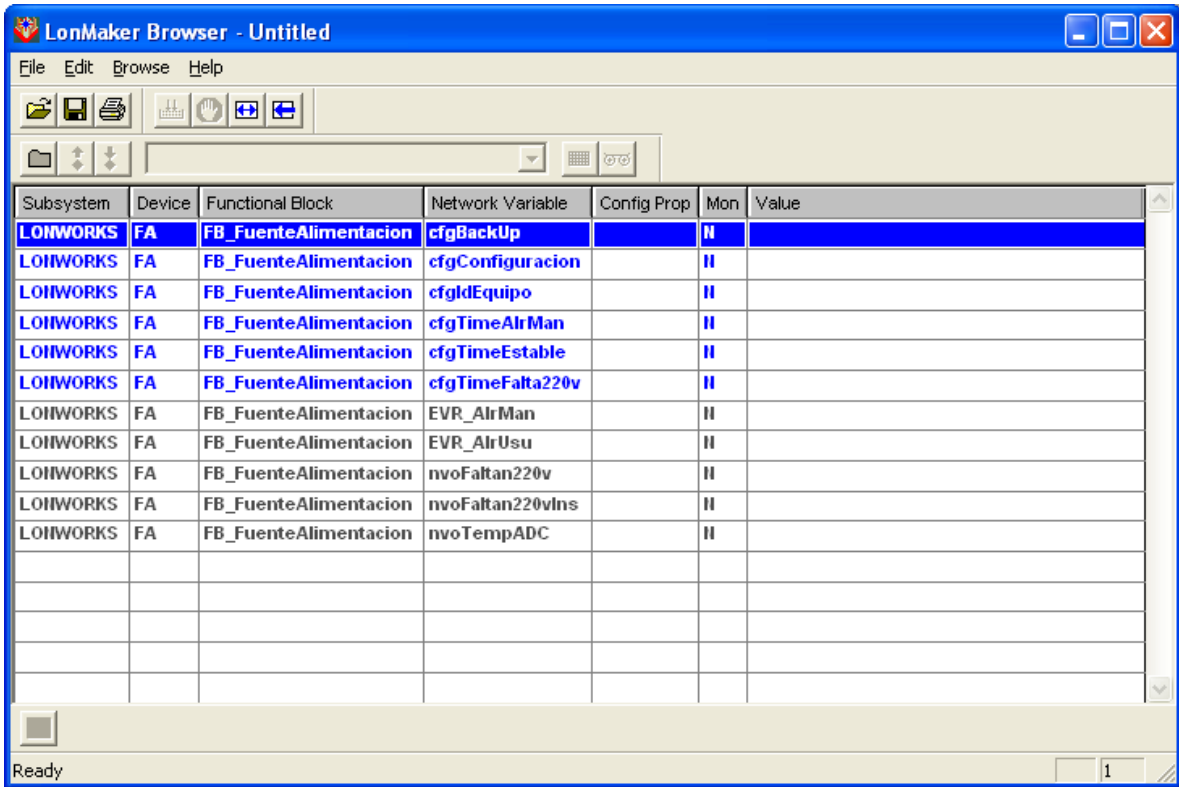 LonMaker Browser - Untitled
File Edit Browse Help
Subsystem Device Functional Block Network Variable Config Prop Mon Value
LONWORKS FA FB_FuenteAlimentacion cfgBackUp N
LONWORKS FA FB_FuenteAlimentacion cfgConfiguracion N
LONWORKS FA FB_FuenteAlimentacion cfgIdEquipo N
LONWORKS FA FB_FuenteAlimentacion cfgTimeAlrMan N
LONWORKS FA FB_FuenteAlimentacion cfgTimeEstable N
LONWORKS FA FB_FuenteAlimentacion cfgTimeFalta220v N
LONWORKS FA FB_FuenteAlimentacion EVR_AlrMan N
LONWORKS FA FB_FuenteAlimentacion EVR_AlrUsu N
LONWORKS FA FB_FuenteAlimentacion nvoFaltan220v N
LONWORKS FA FB_FuenteAlimentacion nvoFaltan220vIns N
LONWORKS FA FB_FuenteAlimentacion nvoTempADC N
Ready 1